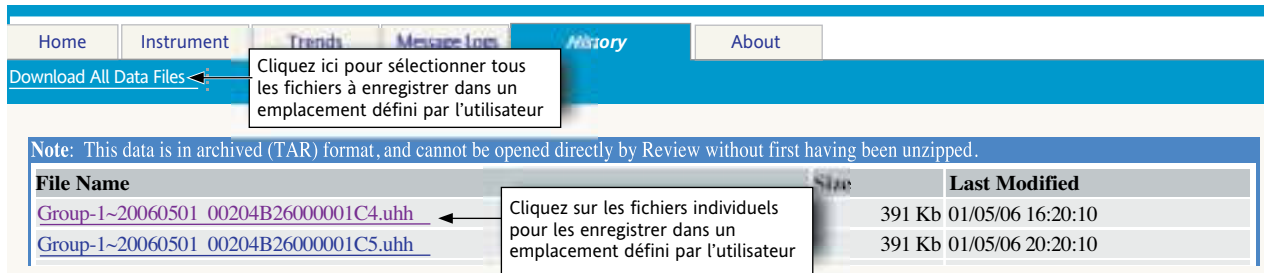 Home Instrument Trends Message Logs History About
Download All Data Files
Cliquez ici pour sélectionner tous
les fichiers à enregistrer dans un
emplacement défini par l’utilisateur
Note: This data is in archived (TAR) format, and cannot be opened directly by Review without first having been unzipped.
File Name Size Last Modified
Group-1~20060501_00204B26000001C4.uhh 391 Kb 01/05/06 16:20:10
Cliquez sur les fichiers individuels
pour les enregistrer dans un
emplacement défini par l’utilisateur
Group-1~20060501_00204B26000001C5.uhh 391 Kb 01/05/06 20:20:10